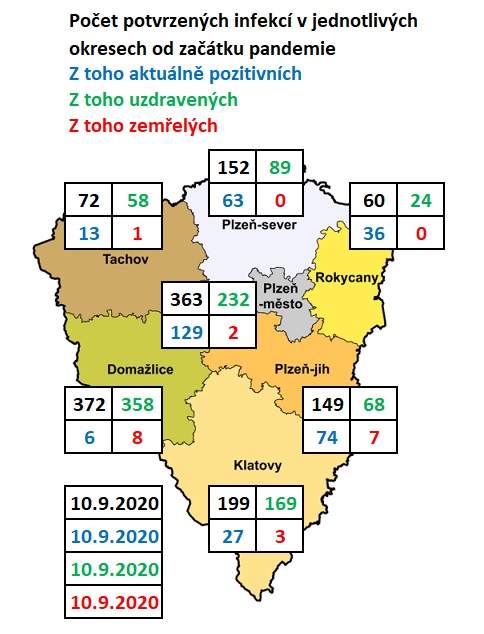 Počet potvrzených infekcí v jednotlivých
okresech od začátku pandemie
Z toho aktuálně pozitivních
Z toho uzdravených
Z toho zemřelých
152 89
63 0
Plzeň-sever
72 58
13 1
Tachov
60 24
36 0
Rokycany
363 232
129 2
Plzeň
-město
Domažlice
372 358
6 8
Plzeň-jih
149 68
74 7
Klatovy
199 169
27 3
10.9.2020
10.9.2020
10.9.2020
10.9.2020